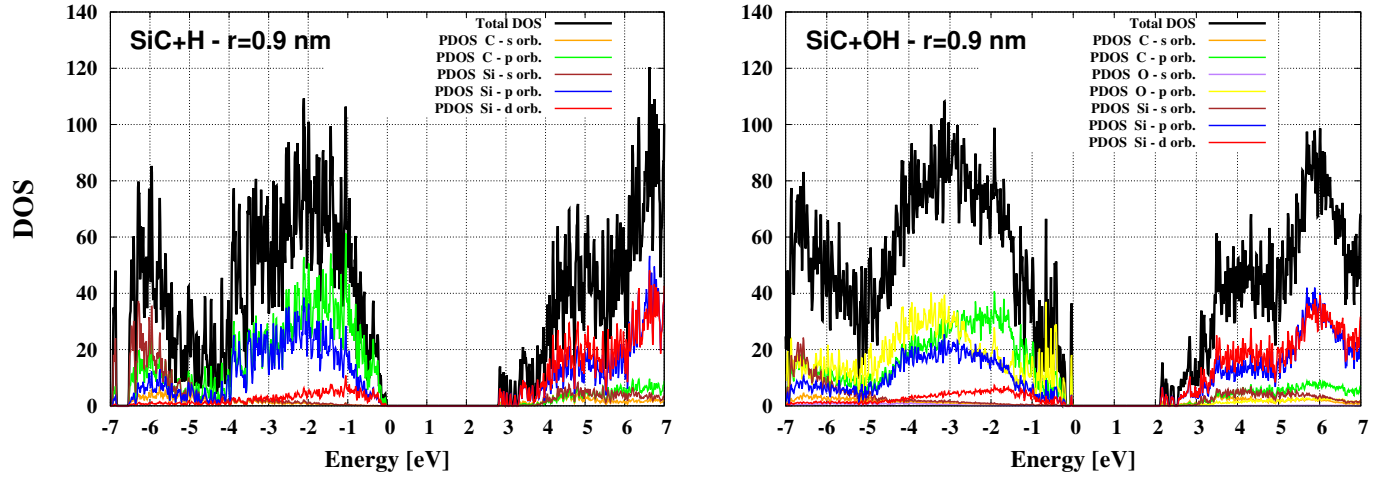 SiC+H - r=0.9 nm
Total DOS
PDOS C - s orb.
PDOS C - p orb.
PDOS Si - s orb.
PDOS Si - p orb.
PDOS Si - d orb.
DOS
140
120
100
80
60
40
20
0
-7 -6 -5 -4 -3 -2 -1 0 1 2 3 4 5 6 7
Energy [eV]
SiC+OH - r=0.9 nm
Total DOS
PDOS C - s orb.
PDOS C - p orb.
PDOS O - s orb.
PDOS O - p orb.
PDOS Si - s orb.
PDOS Si - p orb.
PDOS Si - d orb.
140
120
100
80
60
40
20
0
-7 -6 -5 -4 -3 -2 -1 0 1 2 3 4 5 6 7
Energy [eV]